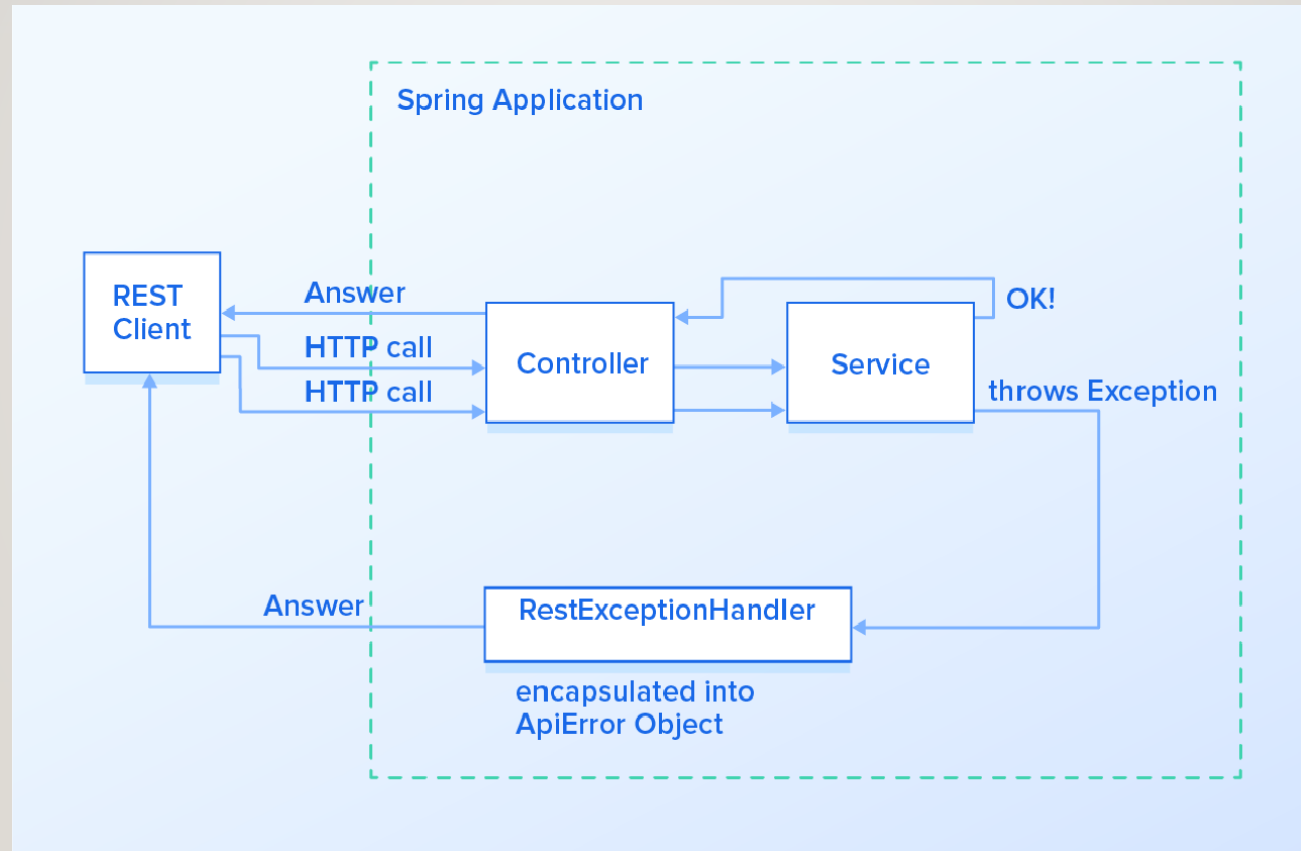 Spring Application
REST
Client
Answer
HTTP call
HTTP call
Controller
Service
OK!
throws Exception
Answer
RestExceptionHandler
encapsulated into
ApiError Object